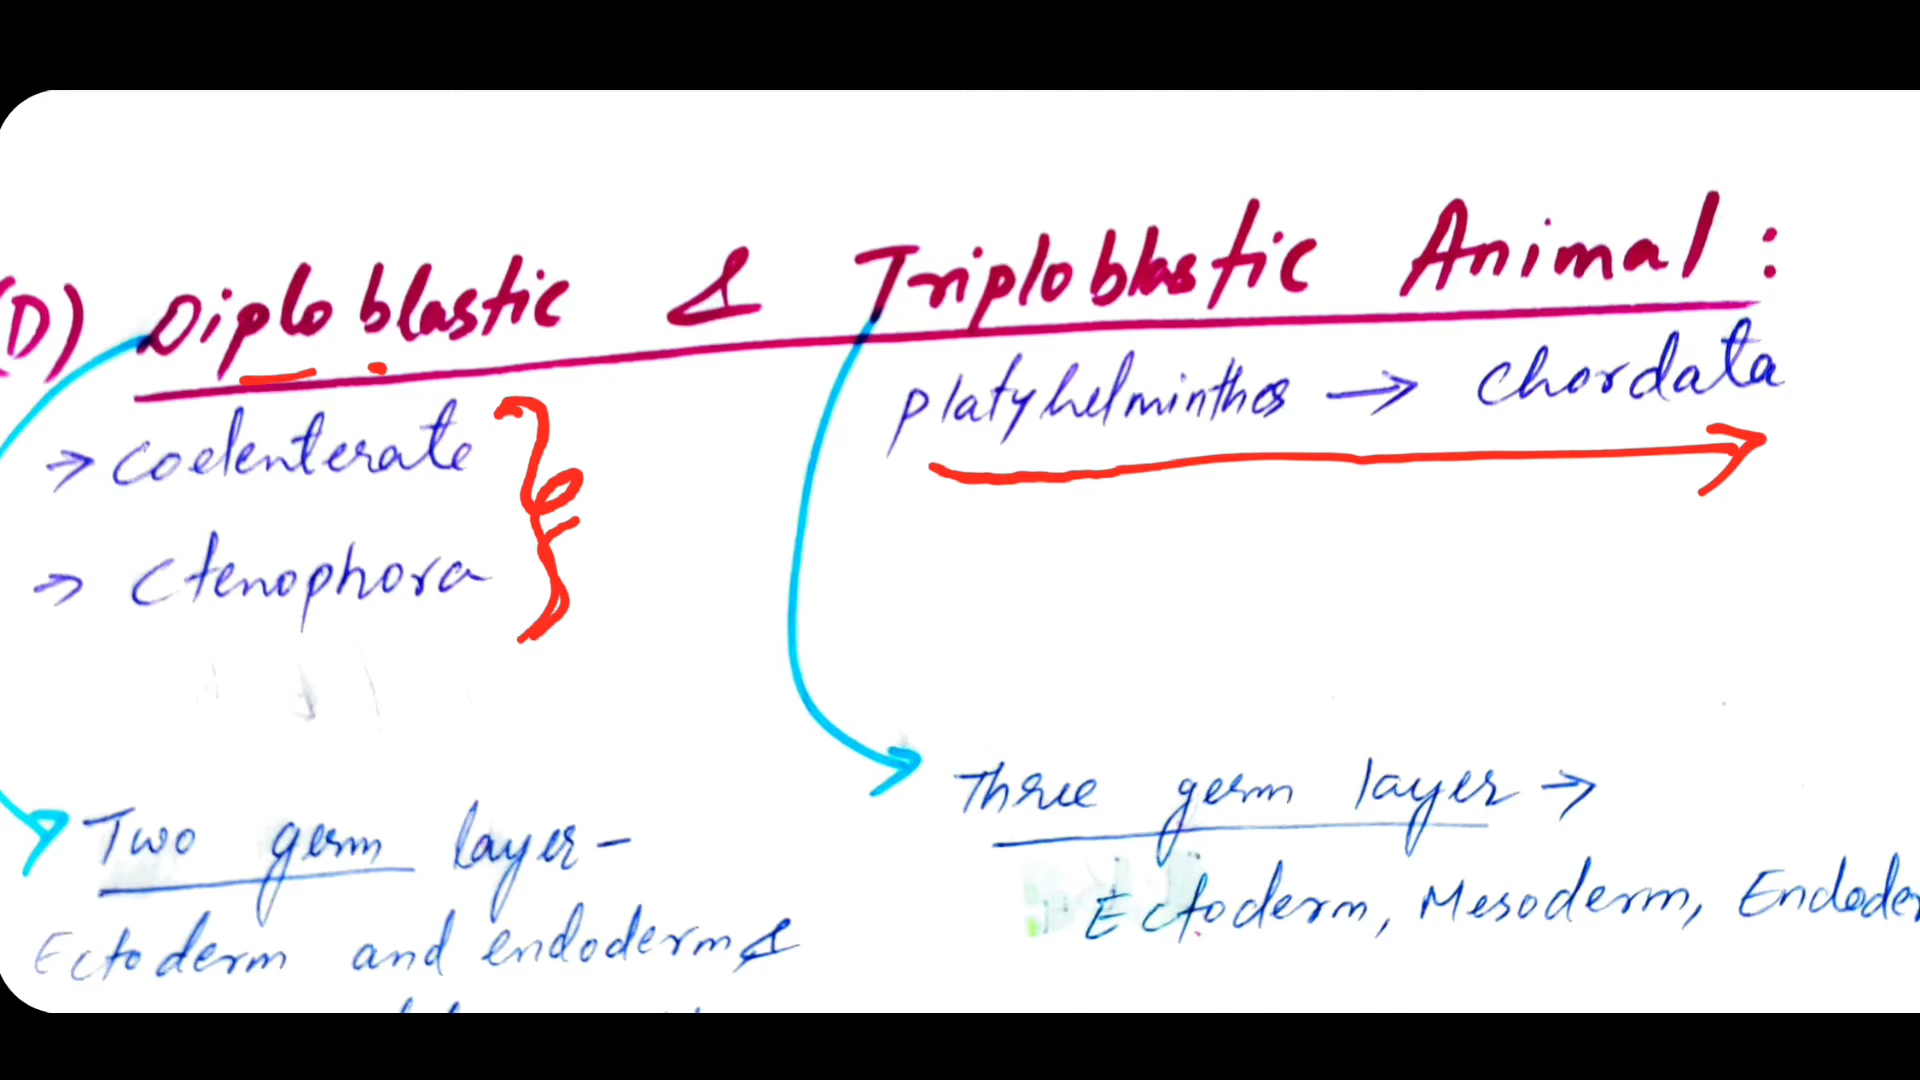 (D) Diploblastic & Triploblastic Animal:
→ Coelenterate
→ Ctenophora
Platyhelminthes → Chordata
Two germ layer -
Ectoderm and endoderm &
Three germ layer →
Ectoderm, Mesoderm, Endoder